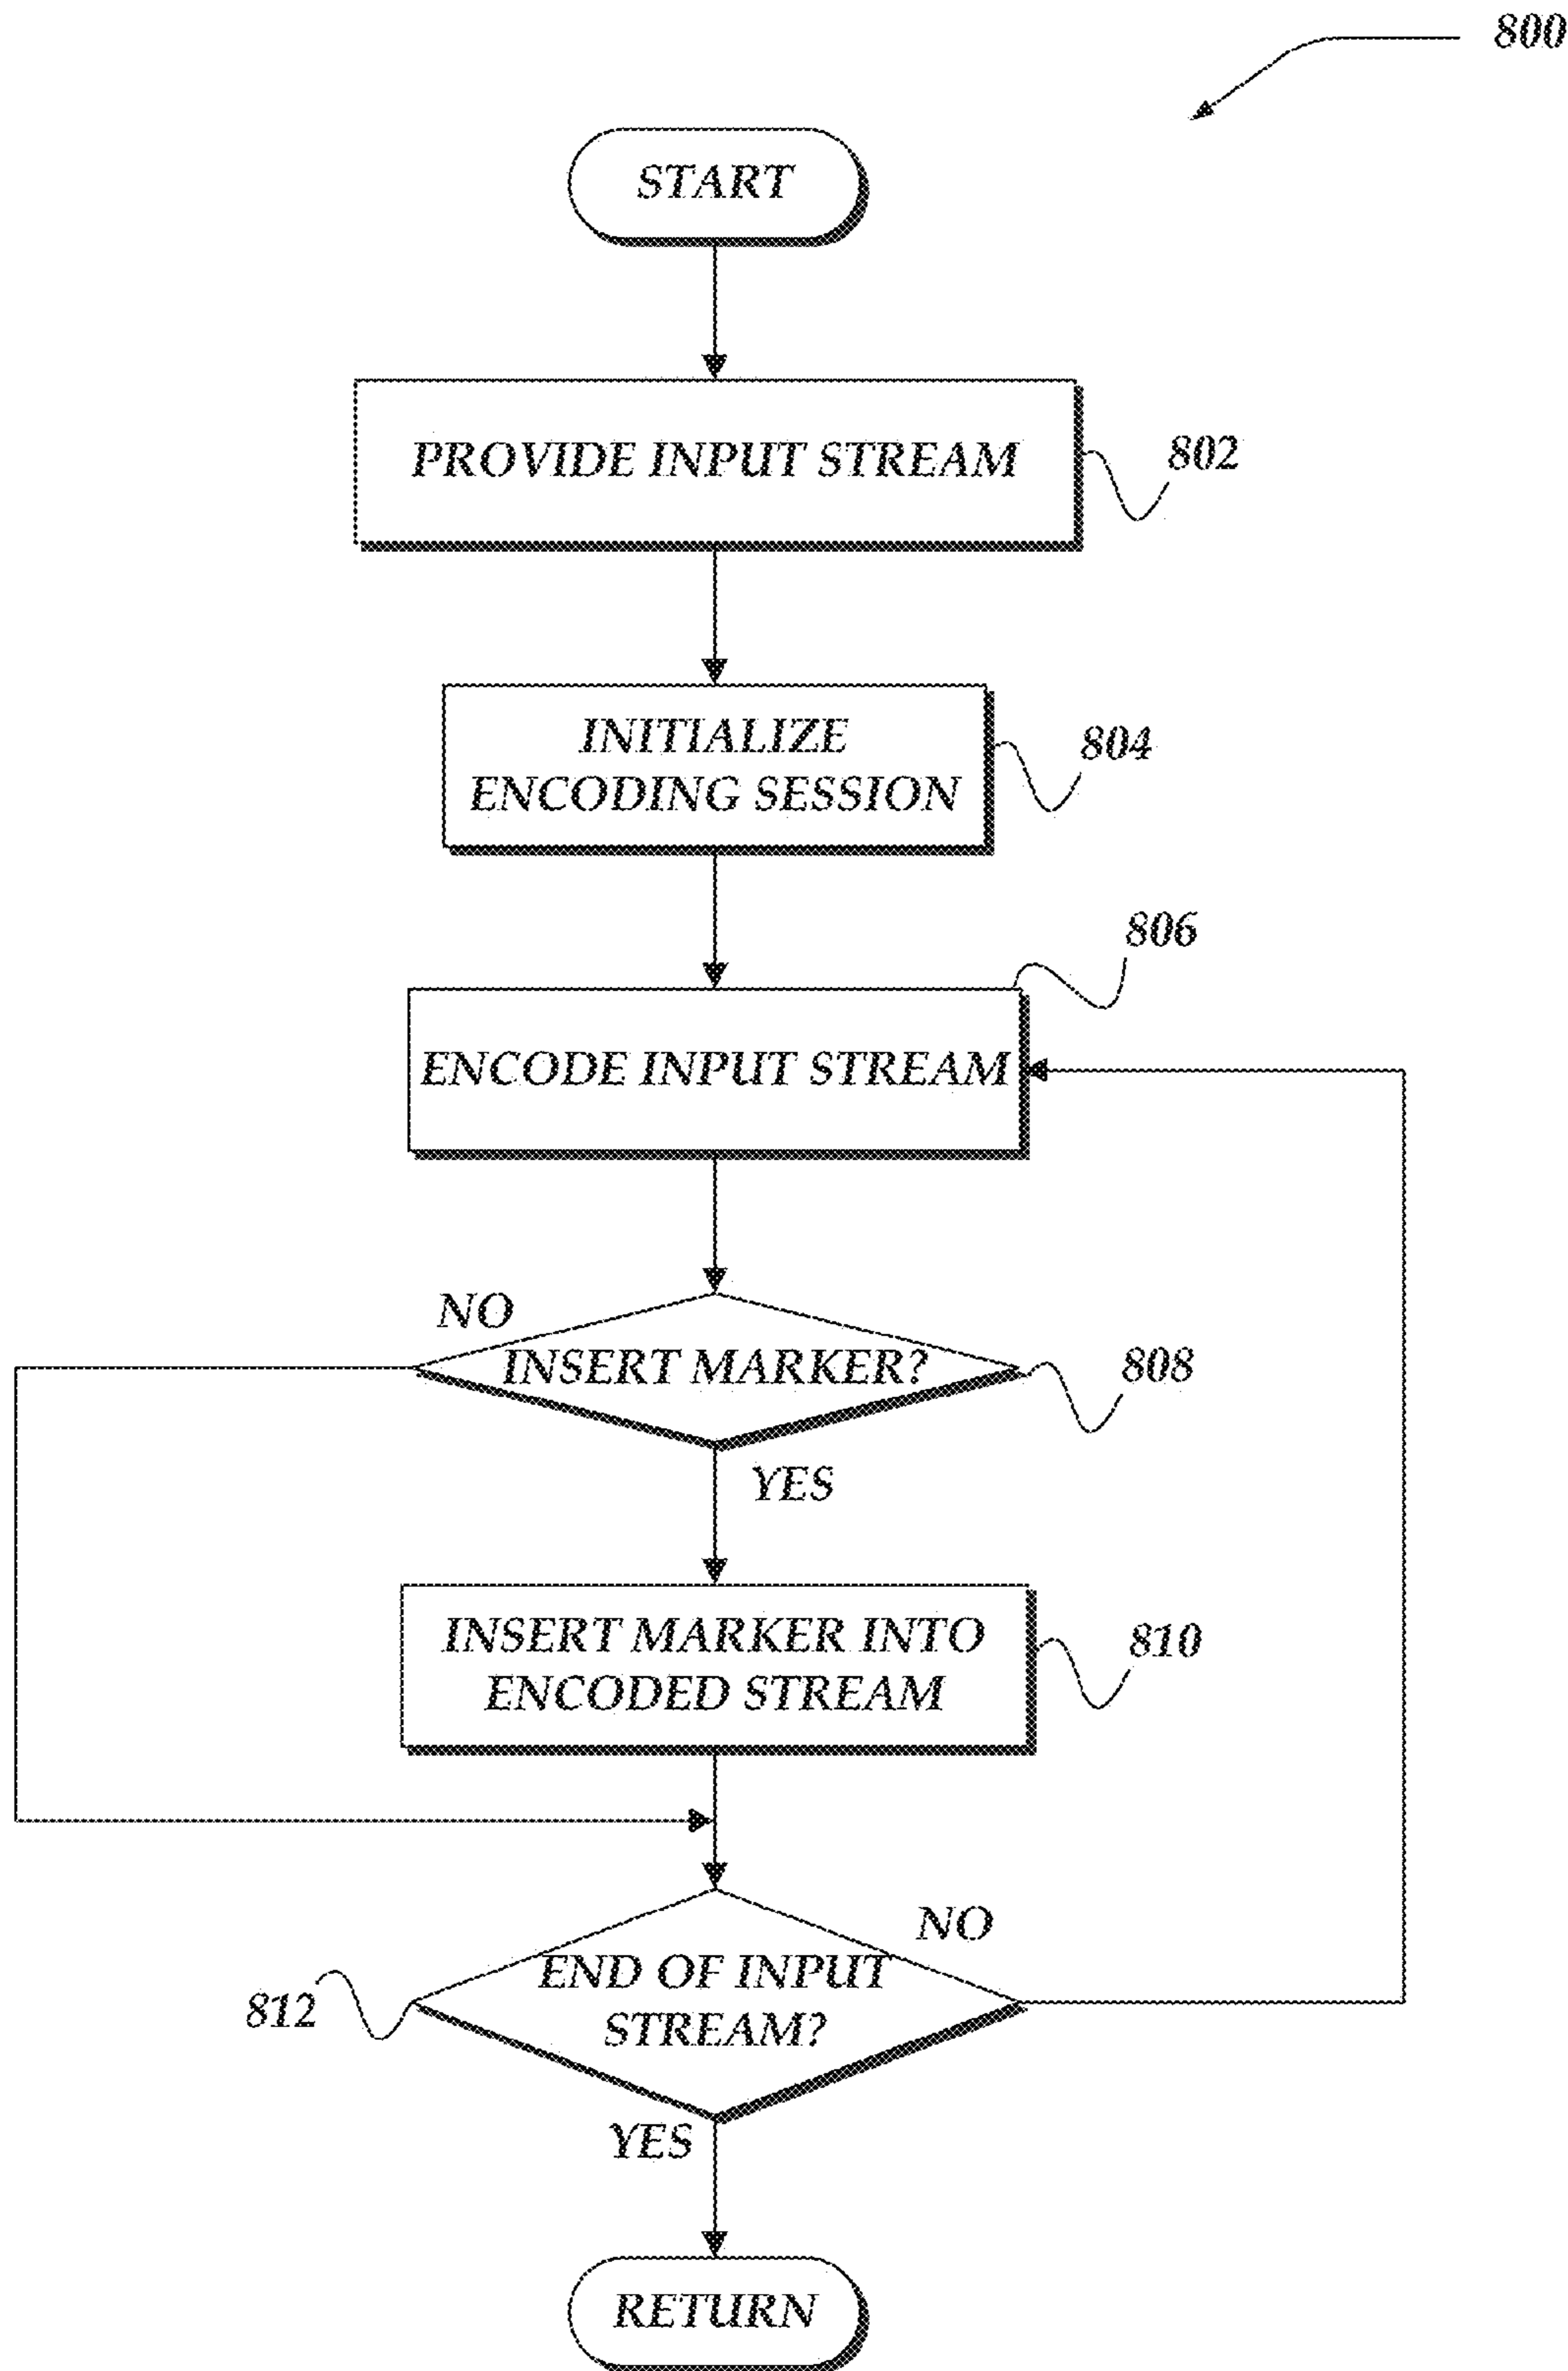 800
START
PROVIDE INPUT STREAM
802
INITIALIZE
ENCODING SESSION
804
806
ENCODE INPUT STREAM
NO
INSERT MARKER?
808
YES
INSERT MARKER INTO
ENCODED STREAM
810
NO
END OF INPUT
STREAM?
812
YES
RETURN